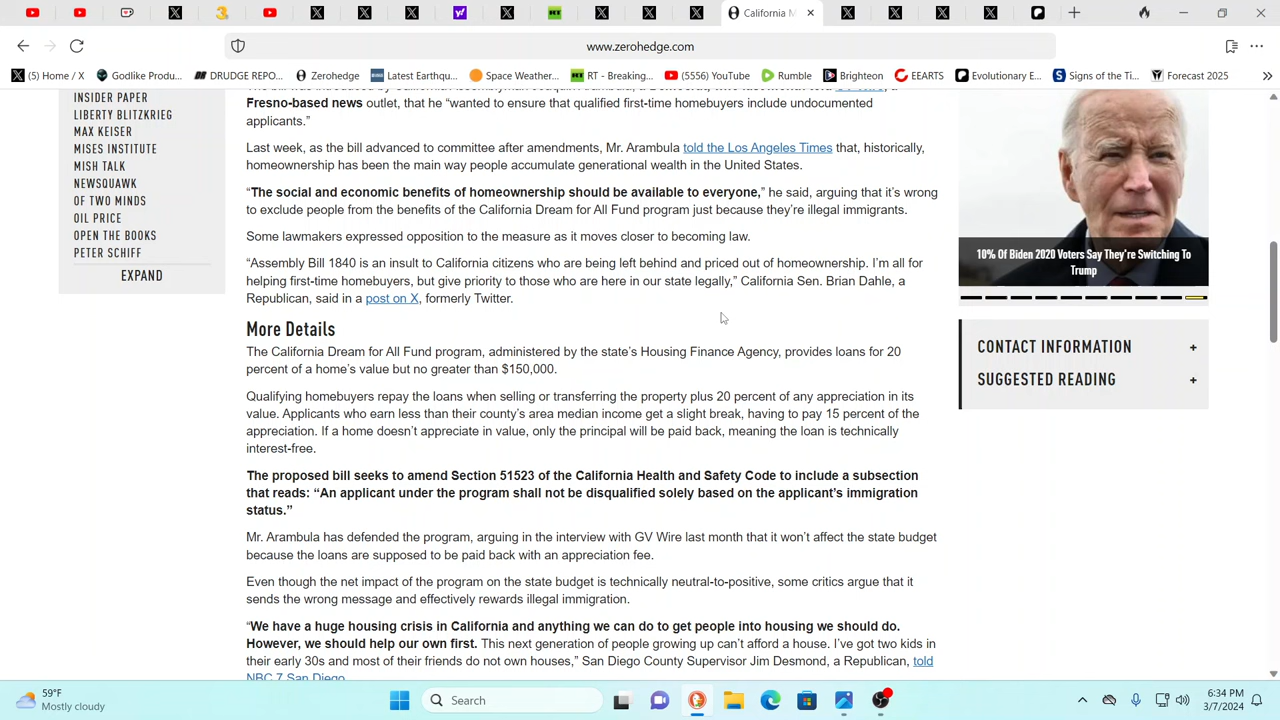 California M
www.zerohedge.com
(5) Home / X
Godlike Produ...
DRUDGE REPO...
Zerohedge
Latest Earthqu...
Space Weather...
RT - Breaking...
(5556) YouTube
Rumble
Brighteon
EEARTS
Evolutionary E...
Signs of the Ti...
Forecast 2025
INSIDER PAPER
LIBERTY BLITZKRIEG
MAX KEISER
MISES INSTITUTE
MISH TALK
NEWSQUAWK
OF TWO MINDS
OIL PRICE
OPEN THE BOOKS
PETER SCHIFF
EXPAND
Fresno-based news outlet, that he “wanted to ensure that qualified first-time homebuyers include undocumented
applicants.”
Last week, as the bill advanced to committee after amendments, Mr. Arambula told the Los Angeles Times that, historically,
homeownership has been the main way people accumulate generational wealth in the United States.
“The social and economic benefits of homeownership should be available to everyone,” he said, arguing that it’s wrong
to exclude people from the benefits of the California Dream for All Fund program just because they’re illegal immigrants.
Some lawmakers expressed opposition to the measure as it moves closer to becoming law.
“Assembly Bill 1840 is an insult to California citizens who are being left behind and priced out of homeownership. I’m all for
helping first-time homebuyers, but give priority to those who are here in our state legally,” California Sen. Brian Dahle, a
Republican, said in a post on X, formerly Twitter.
More Details
The California Dream for All Fund program, administered by the state’s Housing Finance Agency, provides loans for 20
percent of a home’s value but no greater than $150,000.
Qualifying homebuyers repay the loans when selling or transferring the property plus 20 percent of any appreciation in its
value. Applicants who earn less than their county’s area median income get a slight break, having to pay 15 percent of the
appreciation. If a home doesn’t appreciate in value, only the principal will be paid back, meaning the loan is technically
interest-free.
The proposed bill seeks to amend Section 51523 of the California Health and Safety Code to include a subsection
that reads: “An applicant under the program shall not be disqualified solely based on the applicant’s immigration
status.”
Mr. Arambula has defended the program, arguing in the interview with GV Wire last month that it won’t affect the state budget
because the loans are supposed to be paid back with an appreciation fee.
Even though the net impact of the program on the state budget is technically neutral-to-positive, some critics argue that it
sends the wrong message and effectively rewards illegal immigration.
“We have a huge housing crisis in California and anything we can do to get people into housing we should do.
However, we should help our own first. This next generation of people growing up can’t afford a house. I’ve got two kids in
their early 30s and most of their friends do not own houses,” San Diego County Supervisor Jim Desmond, a Republican, told
NBC 7 San Diego
10% Of Biden 2020 Voters Say They're Switching To
Trump
CONTACT INFORMATION +
SUGGESTED READING +
59°F
Mostly cloudy
Search
6:34 PM
3/7/2024